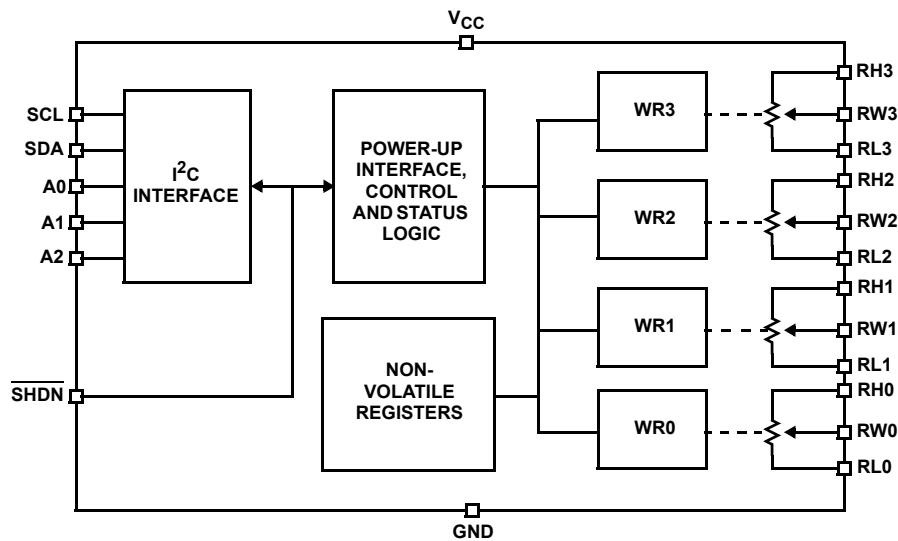 VCC
SCL
SDA
A0
A1
A2
SHDN
I2C
INTERFACE
POWER-UP
INTERFACE,
CONTROL
AND STATUS
LOGIC
NON-
VOLATILE
REGISTERS
WR3
WR2
WR1
WR0
RH3
RW3
RL3
RH2
RW2
RL2
RH1
RW1
RL1
RH0
RW0
RL0
GND